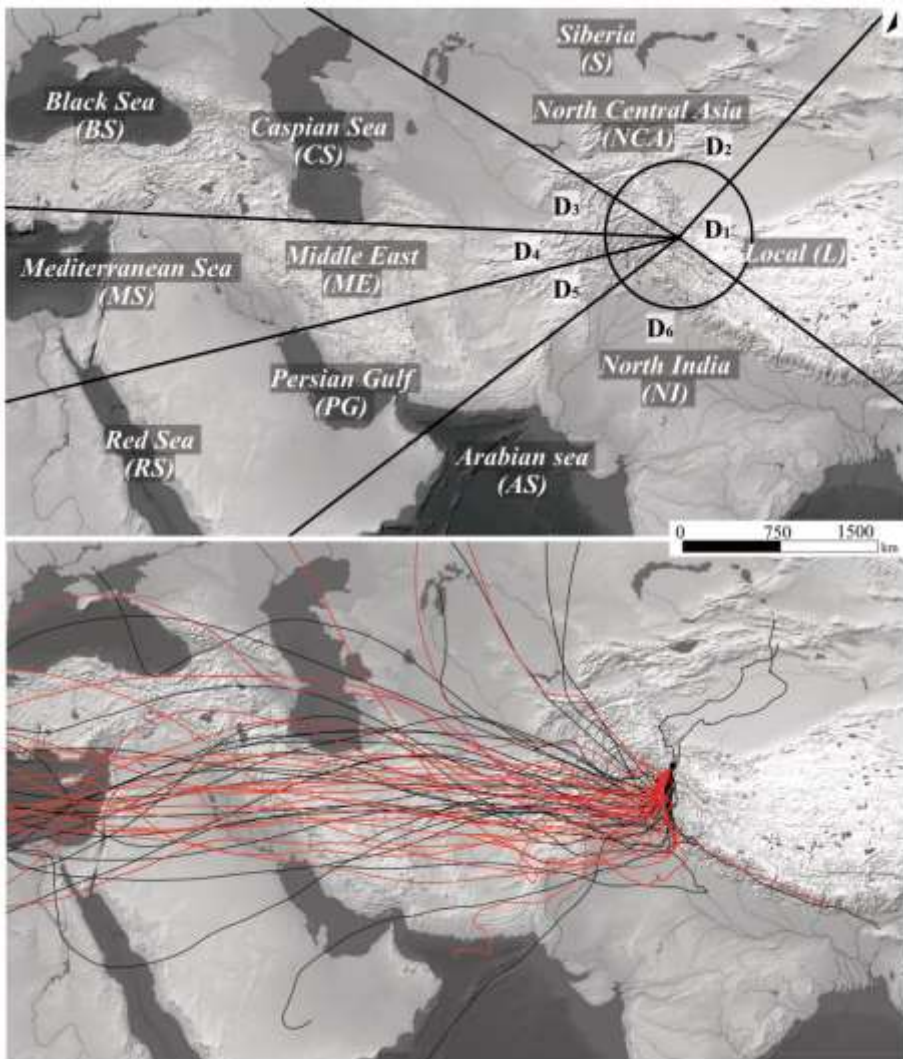 Siberia
(S)
Black Sea
(BS)
Caspian Sea
(CS)
North Central Asia
(NCA)
D2
D3
D1
D4
Middle East
(ME)
Local (L)
Mediterranean Sea
(MS)
D5
D6
North India
(NI)
Persian Gulf
(PG)
Red Sea
(RS)
Arabian sea
(AS)
0 750 1500
km